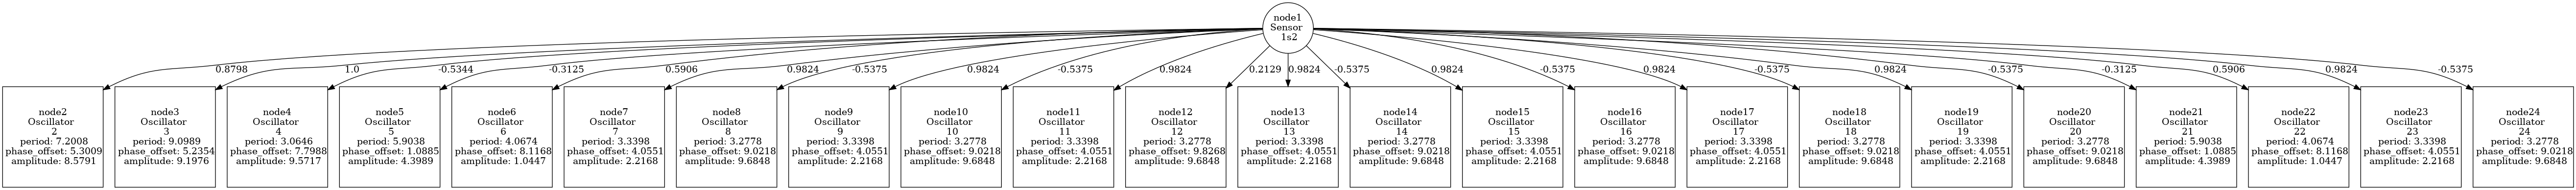 node1
Sensor
1s2
0.8798
1.0
-0.5344
-0.3125
0.5906
0.9824
-0.5375
0.9824
-0.5375
0.9824
0.2129
0.9824
-0.5375
0.9824
-0.5375
0.9824
-0.5375
0.9824
-0.5375
-0.3125
0.5906
0.9824
-0.5375
node2
Oscillator
2
period: 7.2008
phase_offset: 5.3009
amplitude: 8.5791
node3
Oscillator
3
period: 9.0989
phase_offset: 5.2354
amplitude: 9.1976
node4
Oscillator
4
period: 3.0646
phase_offset: 7.7988
amplitude: 9.5717
node5
Oscillator
5
period: 5.9038
phase_offset: 1.0885
amplitude: 4.3989
node6
Oscillator
6
period: 4.0674
phase_offset: 8.1168
amplitude: 1.0447
node7
Oscillator
7
period: 3.3398
phase_offset: 4.0551
amplitude: 2.2168
node8
Oscillator
8
period: 3.2778
phase_offset: 9.0218
amplitude: 9.6848
node9
Oscillator
9
period: 3.3398
phase_offset: 4.0551
amplitude: 2.2168
node10
Oscillator
10
period: 3.2778
phase_offset: 9.0218
amplitude: 9.6848
node11
Oscillator
11
period: 3.3398
phase_offset: 4.0551
amplitude: 2.2168
node12
Oscillator
12
period: 3.2778
phase_offset: 9.8268
amplitude: 9.6848
node13
Oscillator
13
period: 3.3398
phase_offset: 4.0551
amplitude: 2.2168
node14
Oscillator
14
period: 3.2778
phase_offset: 9.0218
amplitude: 9.6848
node15
Oscillator
15
period: 3.3398
phase_offset: 4.0551
amplitude: 2.2168
node16
Oscillator
16
period: 3.2778
phase_offset: 9.0218
amplitude: 9.6848
node17
Oscillator
17
period: 3.3398
phase_offset: 4.0551
amplitude: 2.2168
node18
Oscillator
18
period: 3.2778
phase_offset: 9.0218
amplitude: 9.6848
node19
Oscillator
19
period: 3.3398
phase_offset: 4.0551
amplitude: 2.2168
node20
Oscillator
20
period: 3.2778
phase_offset: 9.0218
amplitude: 9.6848
node21
Oscillator
21
period: 5.9038
phase_offset: 1.0885
amplitude: 4.3989
node22
Oscillator
22
period: 4.0674
phase_offset: 8.1168
amplitude: 1.0447
node23
Oscillator
23
period: 3.3398
phase_offset: 4.0551
amplitude: 2.2168
node24
Oscillator
24
period: 3.2778
phase_offset: 9.0218
amplitude: 9.6848